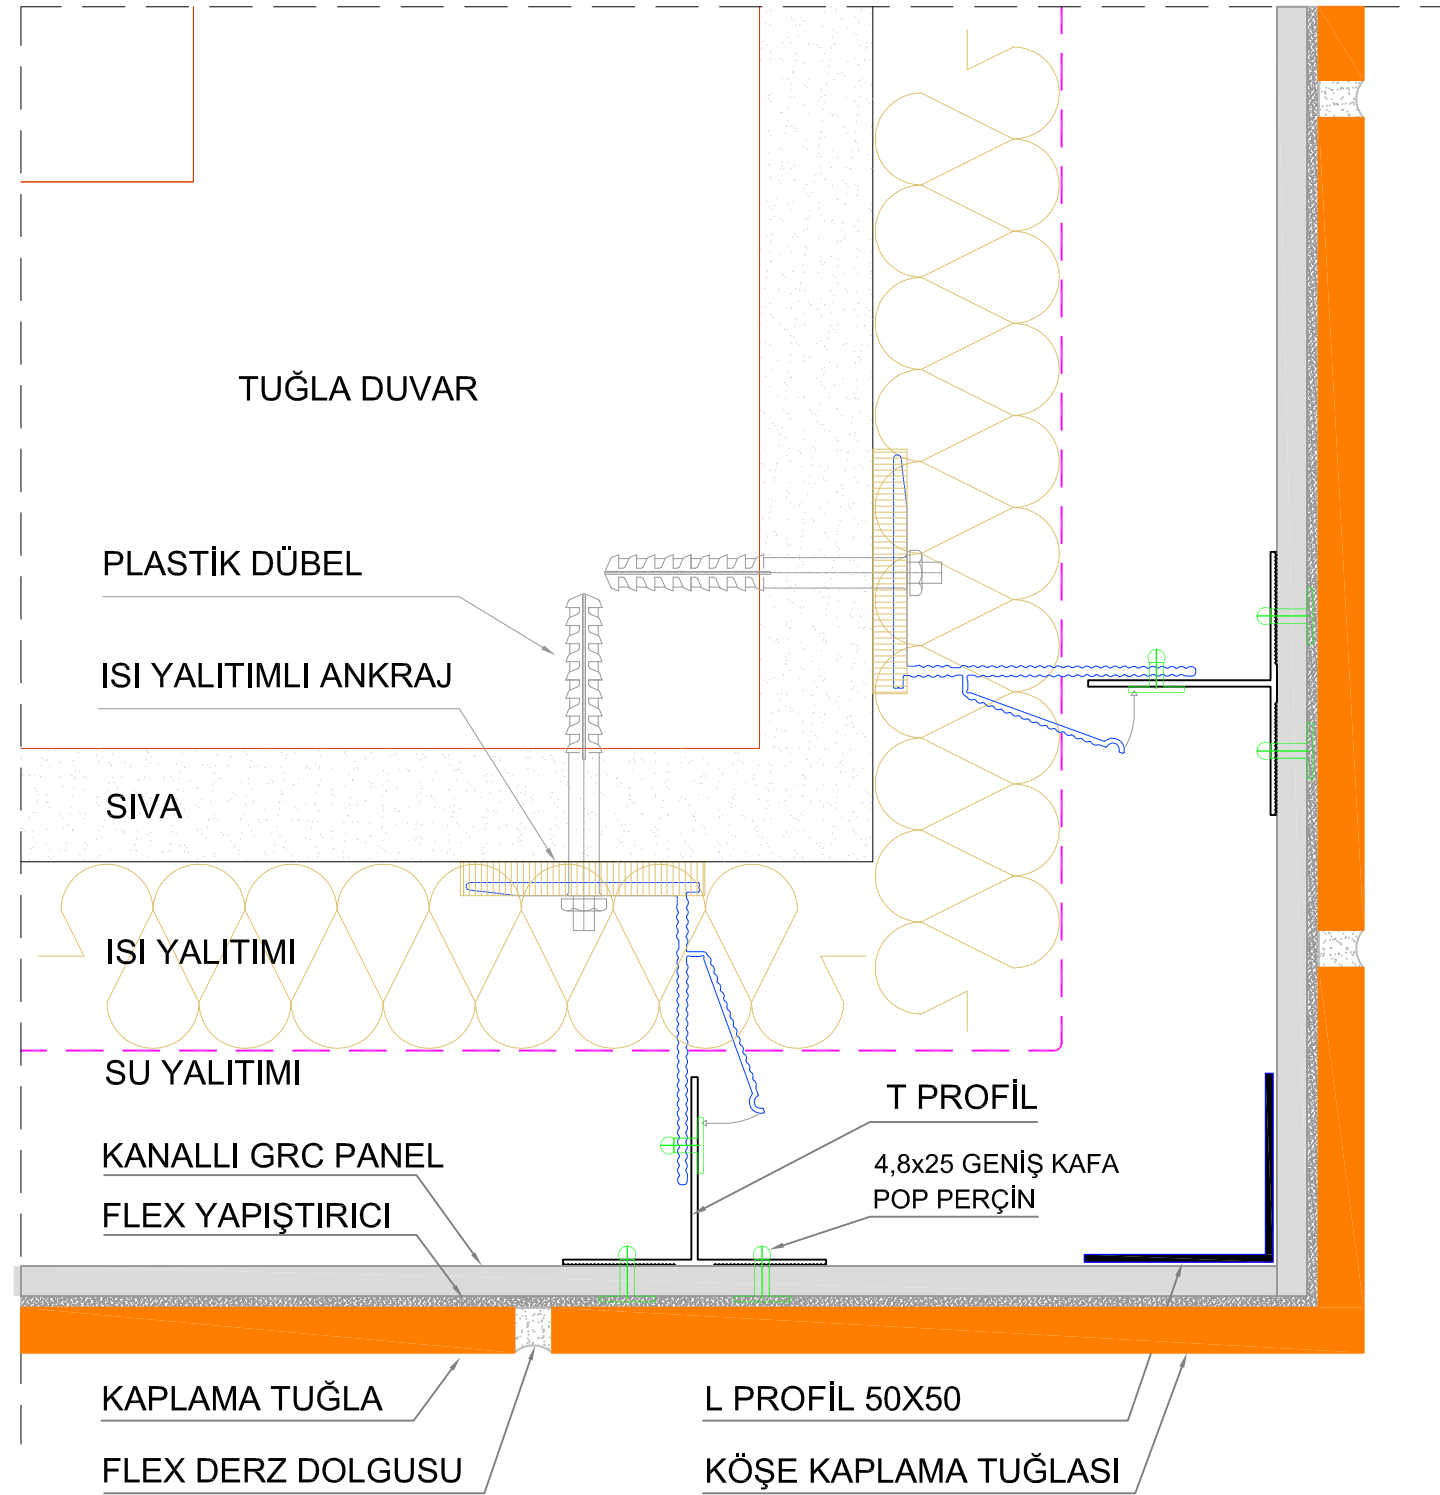 TUĞLA DUVAR
PLASTİK DÜBEL
ISI YALITIMLI ANKRAJ
SIVA
ISI YALITIMI
SU YALITIMI
T PROFİL
KANALLI GRC PANEL
4,8x25 GENİŞ KAFA
POP PERÇİN
FLEX YAPIŞTIRICI
KAPLAMA TUĞLA
L PROFİL 50X50
FLEX DERZ DOLGUSU
KÖŞE KAPLAMA TUĞLASI